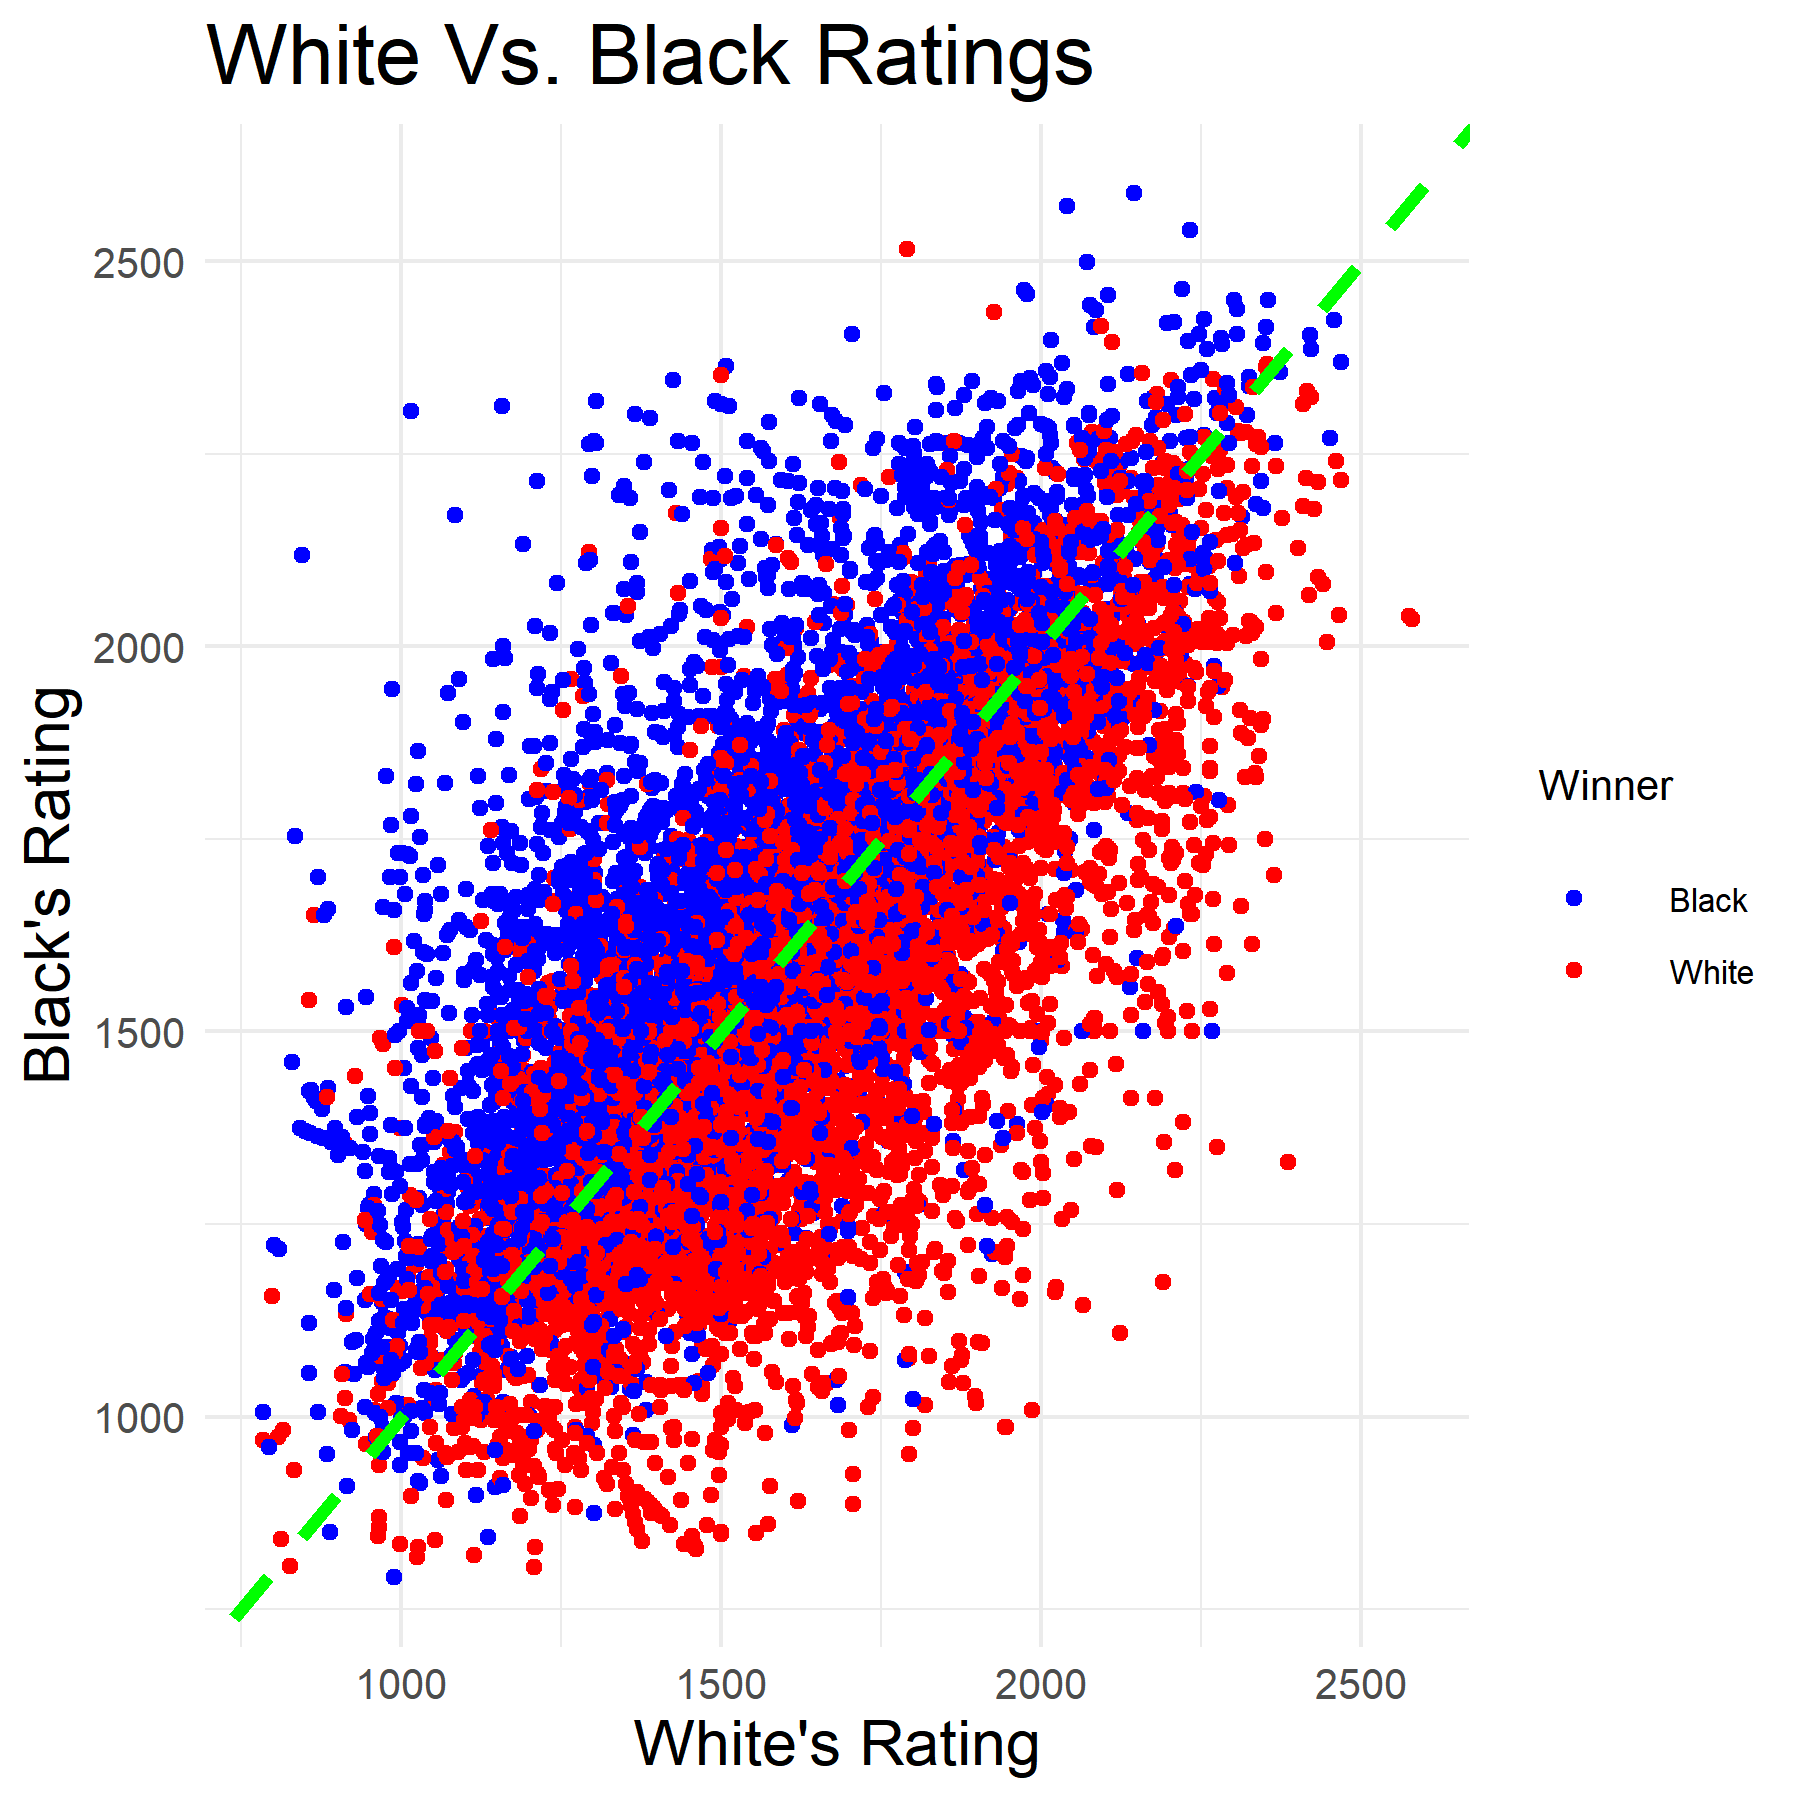 White Vs. Black Ratings
Black's Rating
2500
2000
1500
1000
1000
1500
2000
2500
White's Rating
Winner
Black
White